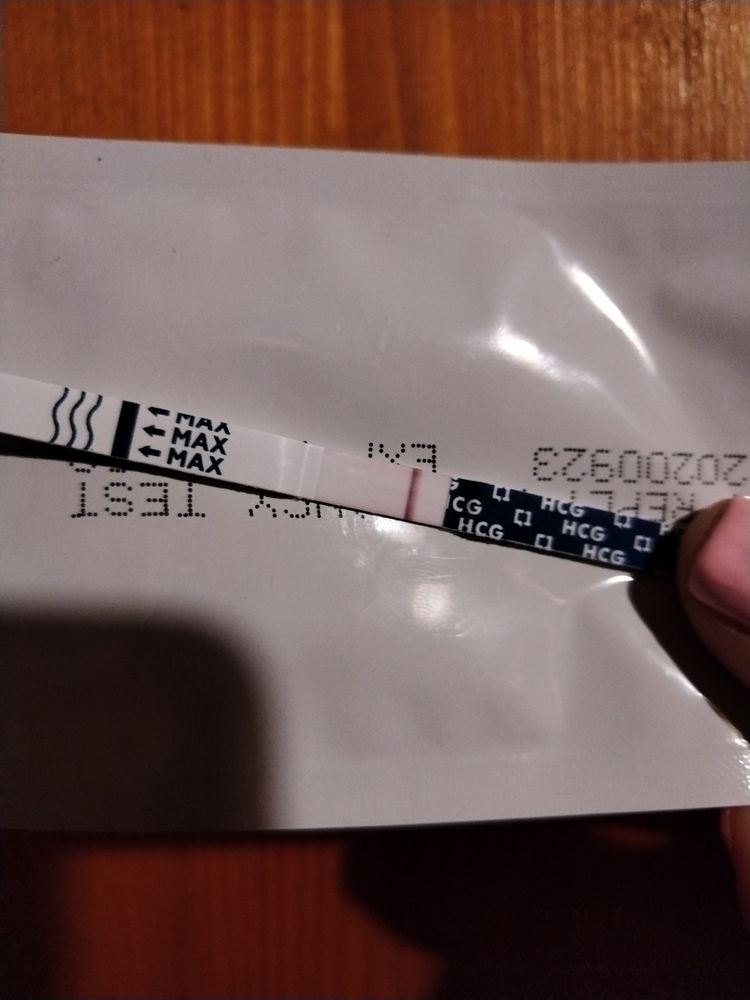 ← MAX
← MAX
← MAX
HCG
HCG
HCG HCG
TEST
20200923